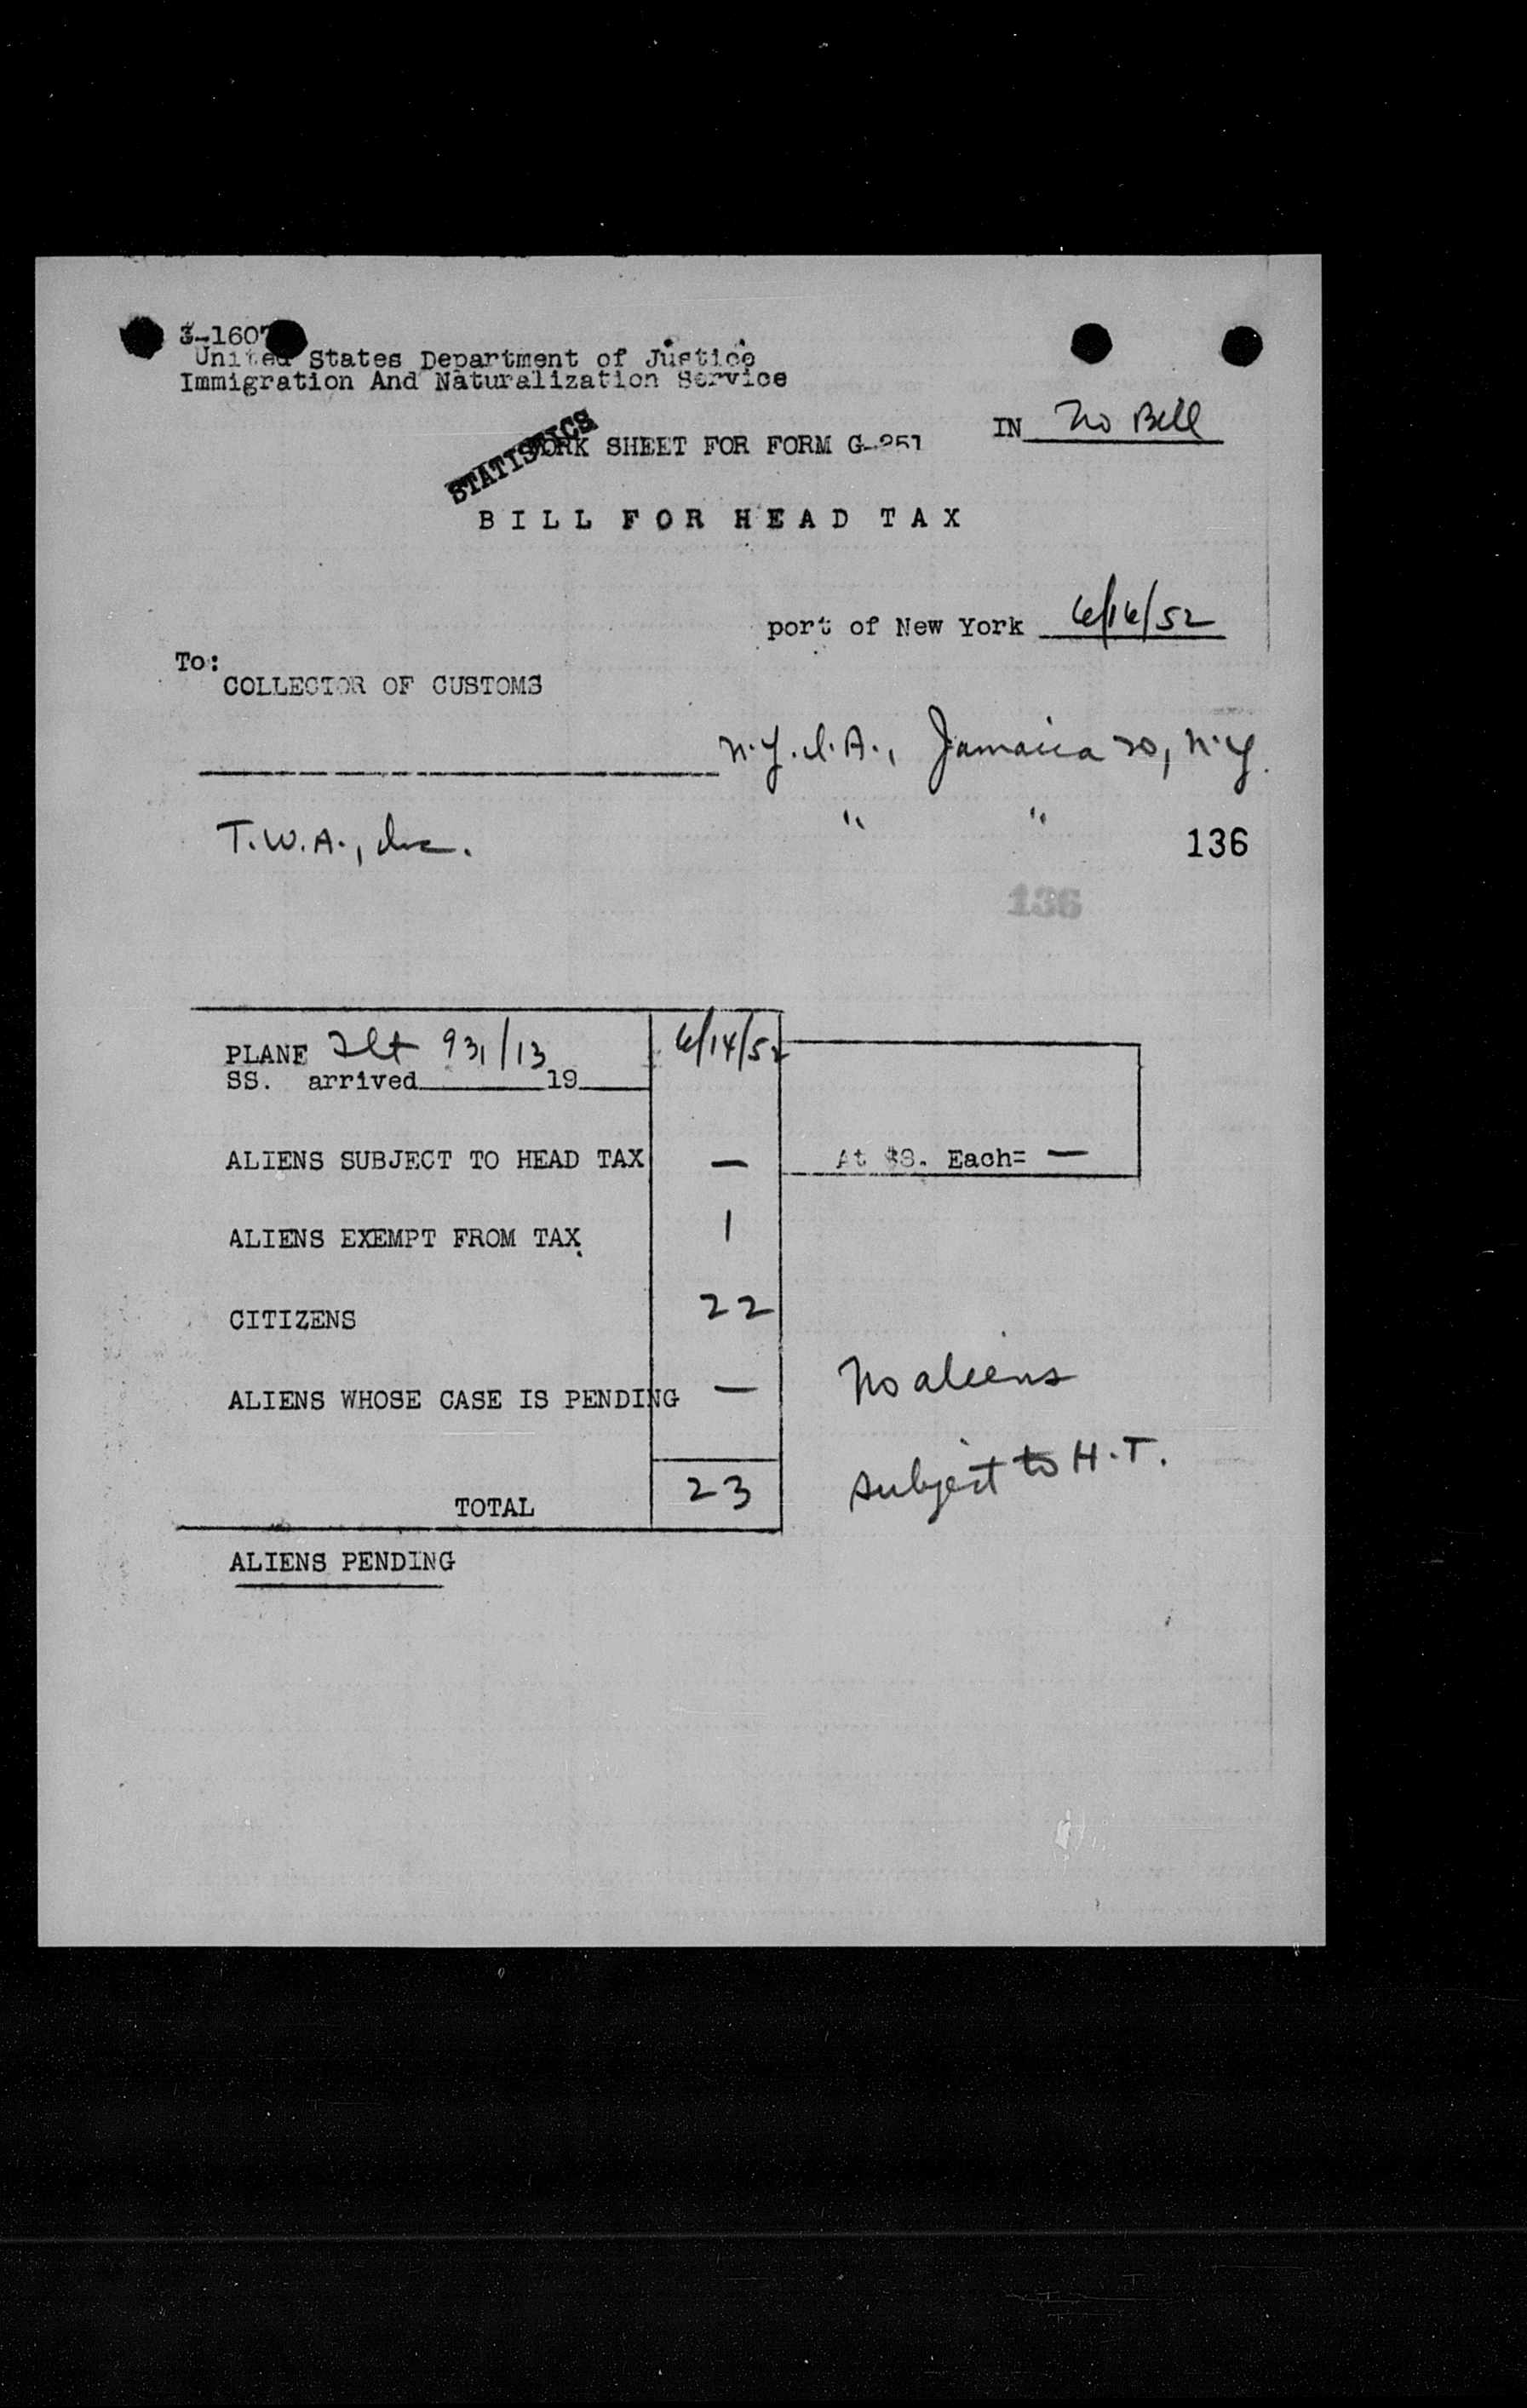 3-1607
United States Department of Justice
Immigration And Naturalization Service
IN No Bill
STATISTICS
WORK SHEET FOR FORM G-251
BILL FOR HEAD TAX
port of New York 6/16/52
To:
COLLECTOR OF CUSTOMS
N.Y.I.A., Jamaica 20, N.Y.
T.W.A., Inc. " "
136
136
PLANE Flt 931/13 6/14/52
SS. arrived 19
ALIENS SUBJECT TO HEAD TAX — At $8. Each= —
ALIENS EXEMPT FROM TAX 1
CITIZENS 22
ALIENS WHOSE CASE IS PENDING —
No aliens
subject to H.T.
TOTAL 23
ALIENS PENDING